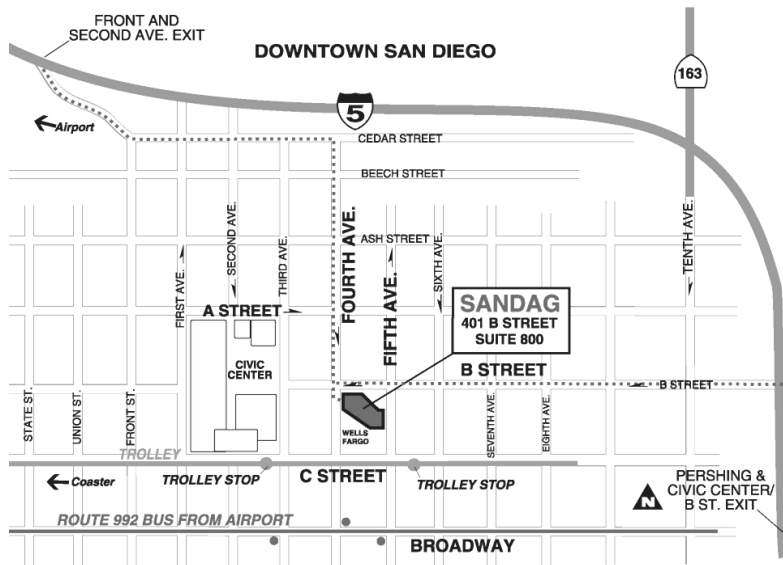 FRONT AND
SECOND AVE. EXIT
DOWNTOWN SAN DIEGO
163
5
Airport
CEDAR STREET
BEECH STREET
ASH STREET
FIRST AVE.
SECOND AVE.
THIRD AVE.
FOURTH AVE.
FIFTH AVE.
SIXTH AVE.
TENTH AVE.
A STREET
SANDAG
401 B STREET
SUITE 800
CIVIC
CENTER
B STREET
B STREET
STATE ST.
UNION ST.
FRONT ST.
WELLS
FARGO
SEVENTH AVE.
EIGHTH AVE.
TROLLEY
TROLLEY STOP
C STREET
TROLLEY STOP
Coaster
N
PERSHING &
CIVIC CENTER/
B ST. EXIT
ROUTE 992 BUS FROM AIRPORT
BROADWAY